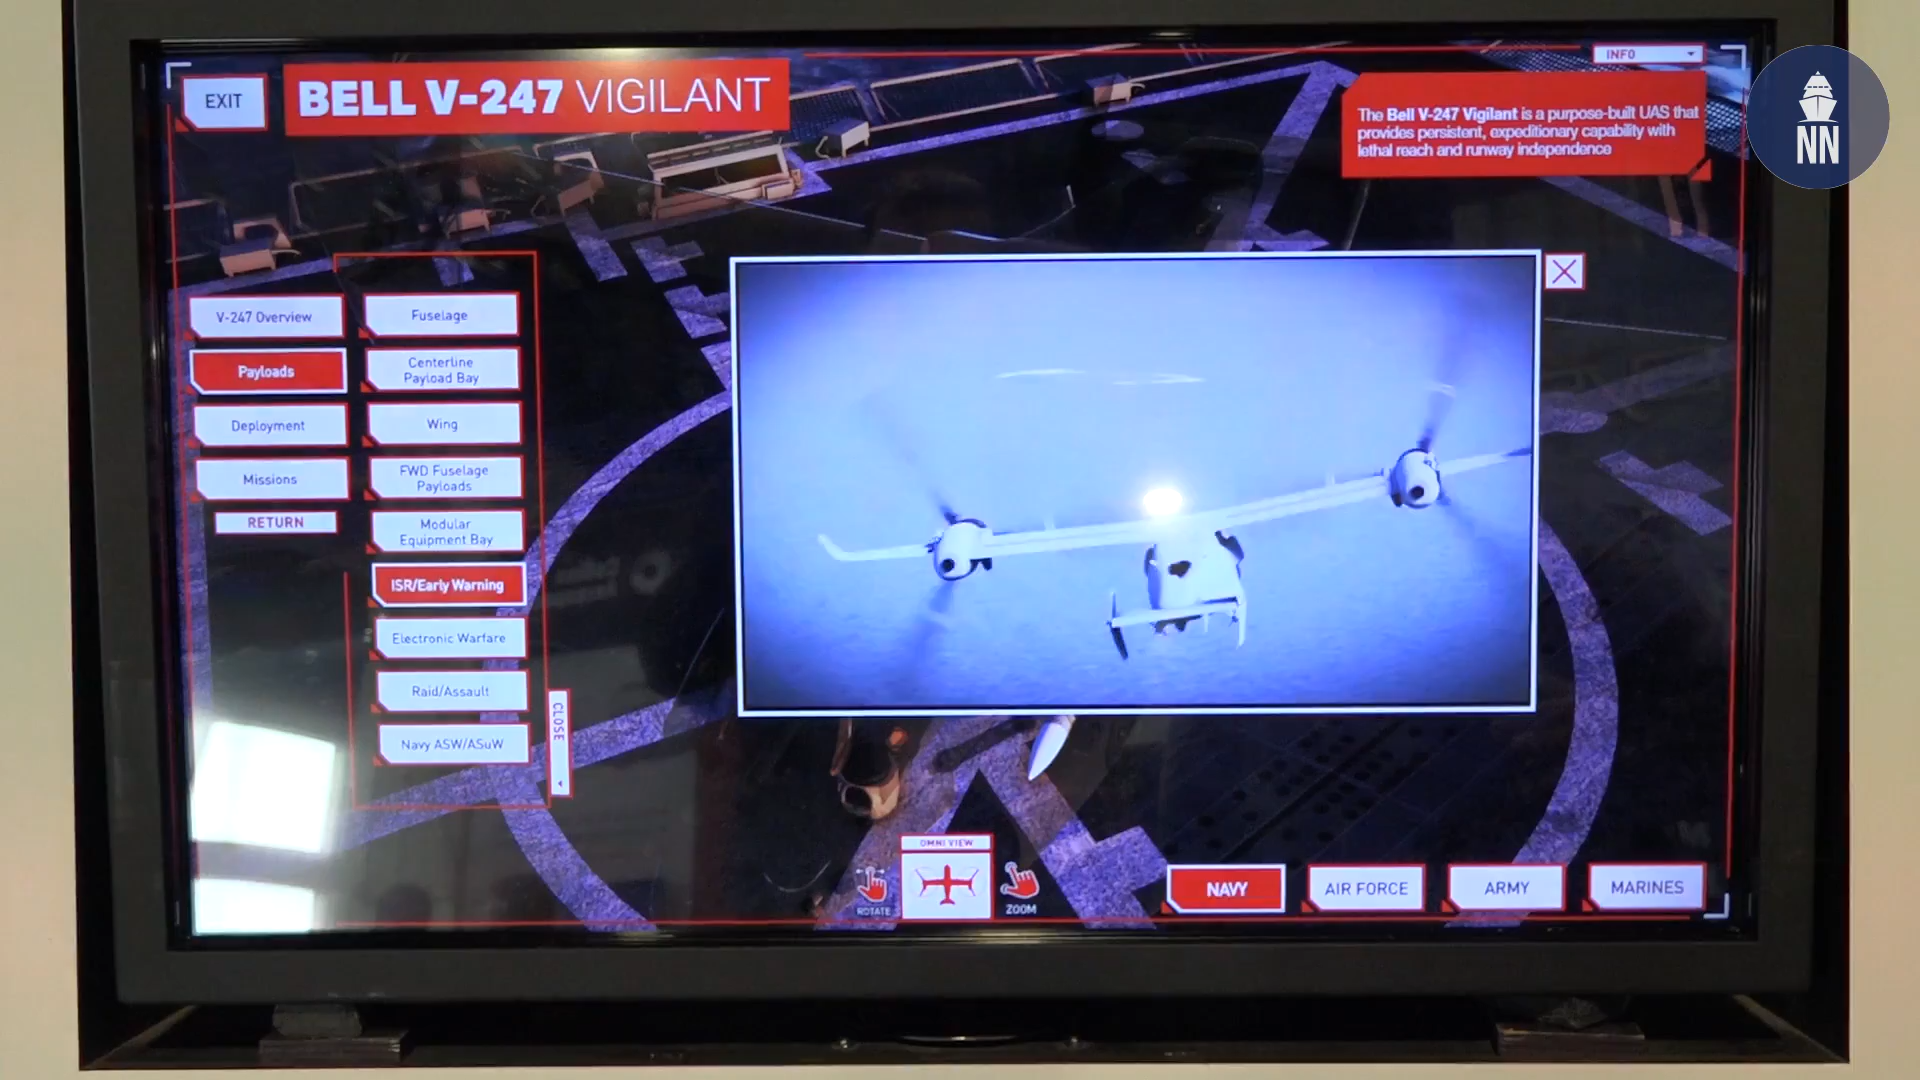 EXIT
BELL V-247 VIGILANT
INFO
The Bell V-247 Vigilant is a purpose-built UAS that
provides persistent, expeditionary capability with
lethal reach and runway independence
NN
V-247 Overview
Payloads
Deployment
Missions
RETURN
Fuselage
Centerline
Payload Bay
Wing
FWD Fuselage
Payloads
Modular
Equipment Bay
ISR/Early Warning
Electronic Warfare
Raid/Assault
Navy ASW/ASuW
CLOSE
OMNI VIEW
ROTATE
ZOOM
NAVY
AIR FORCE
ARMY
MARINES